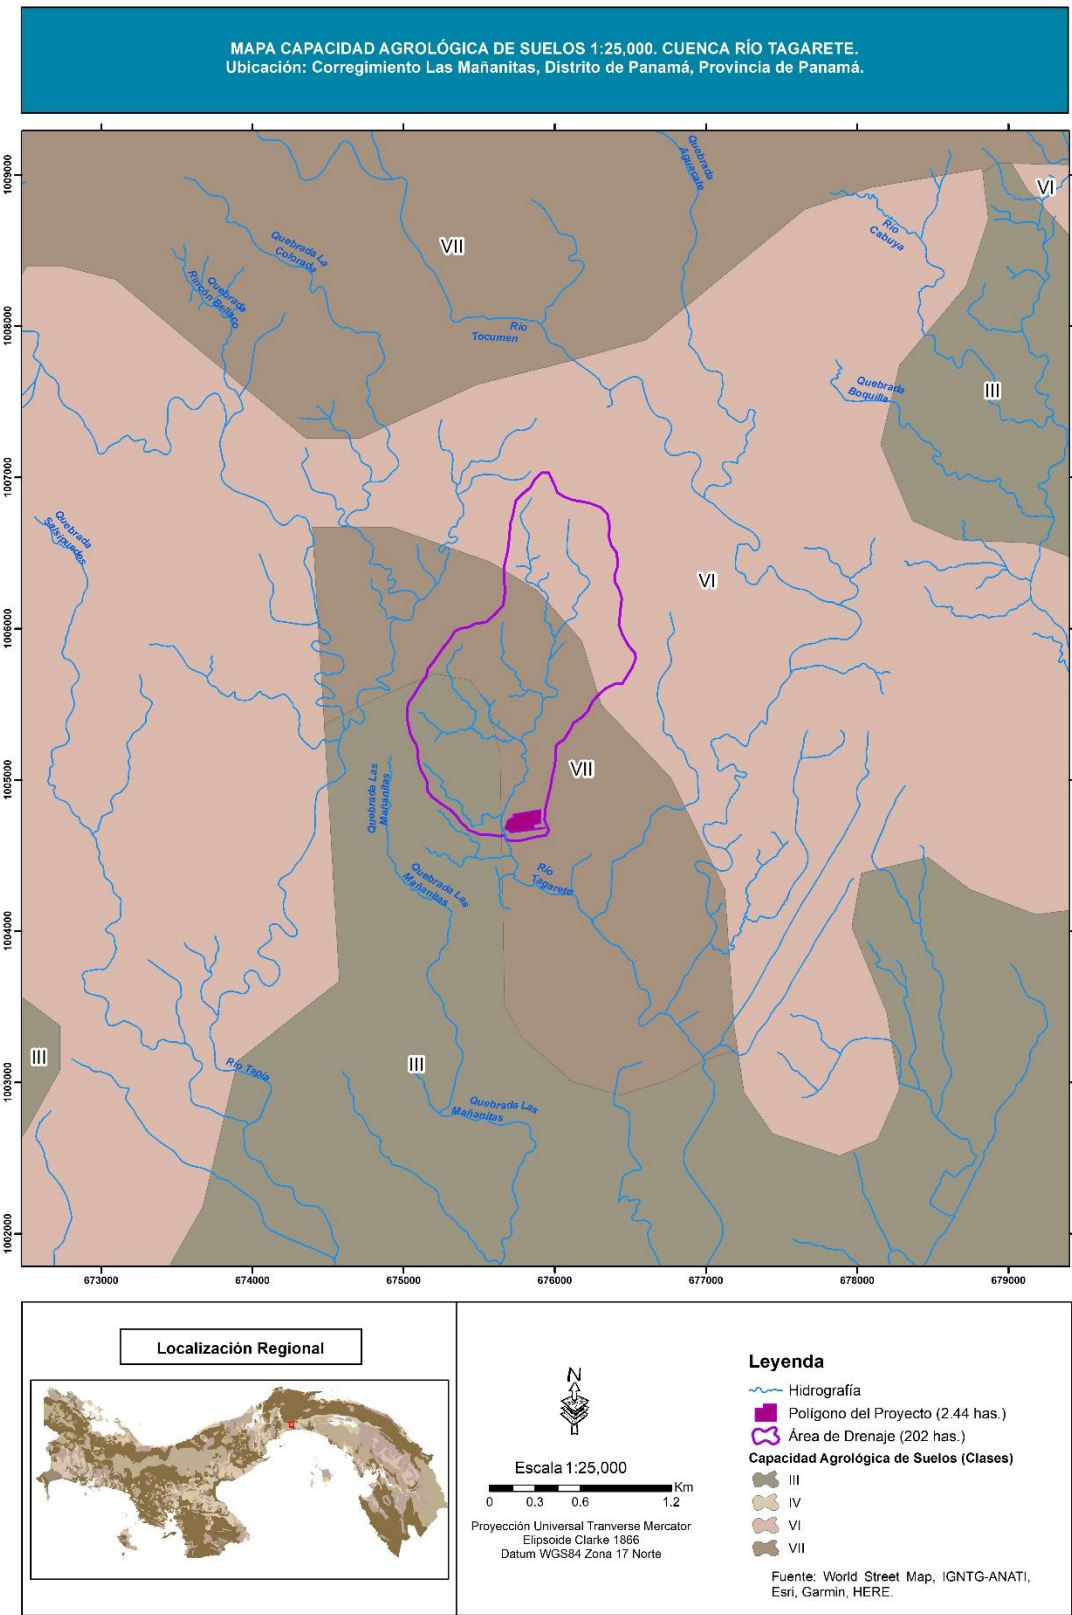 MAPA CAPACIDAD AGROLÓGICA DE SUELOS 1:25,000. CUENCA RÍO TAGARETE.
Ubicación: Corregimiento Las Mañanitas, Distrito de Panamá, Provincia de Panamá.
1009000
1008000
1007000
1006000
1005000
1004000
1003000
1002000
Quebrada
Aguacate
VI
Río
Cabuya
VII
Quebrada La
Colorada
Quebrada
Rincón Bellaco
Río
Tocumen
Quebrada
Boquilla
III
Quebrada
Salsipuedes
VI
VII
Quebrada Las
Mañanitas
Quebrada Las
Mañanitas
Río
Tagarete
III
III
Río Tapia
Quebrada Las
Mañanitas
673000
674000
675000
676000
677000
678000
679000
Localización Regional
N
Escala 1:25,000
Km
0 0.3 0.6 1.2
Proyección Universal Tranverse Mercator
Elipsoide Clarke 1866
Datum WGS84 Zona 17 Norte
Leyenda
Hidrografía
Polígono del Proyecto (2.44 has.)
Área de Drenaje (202 has.)
Capacidad Agrológica de Suelos (Clases)
III
IV
VI
VII
Fuente: World Street Map, IGNTG-ANATI,
Esri, Garmin, HERE.